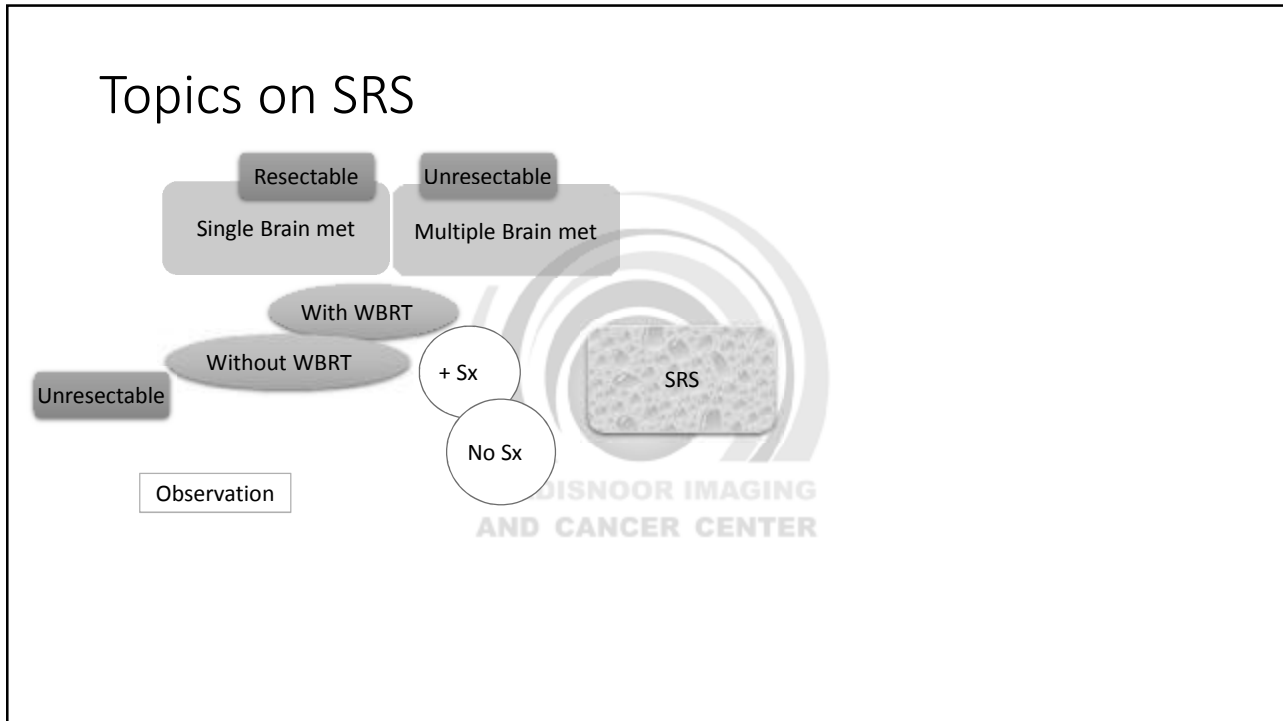 Topics on SRS
Resectable
Unresectable
Single Brain met
Multiple Brain met
With WBRT
Without WBRT
+ Sx
SRS
Unresectable
No Sx
Observation
DISNOOR IMAGING
AND CANCER CENTER